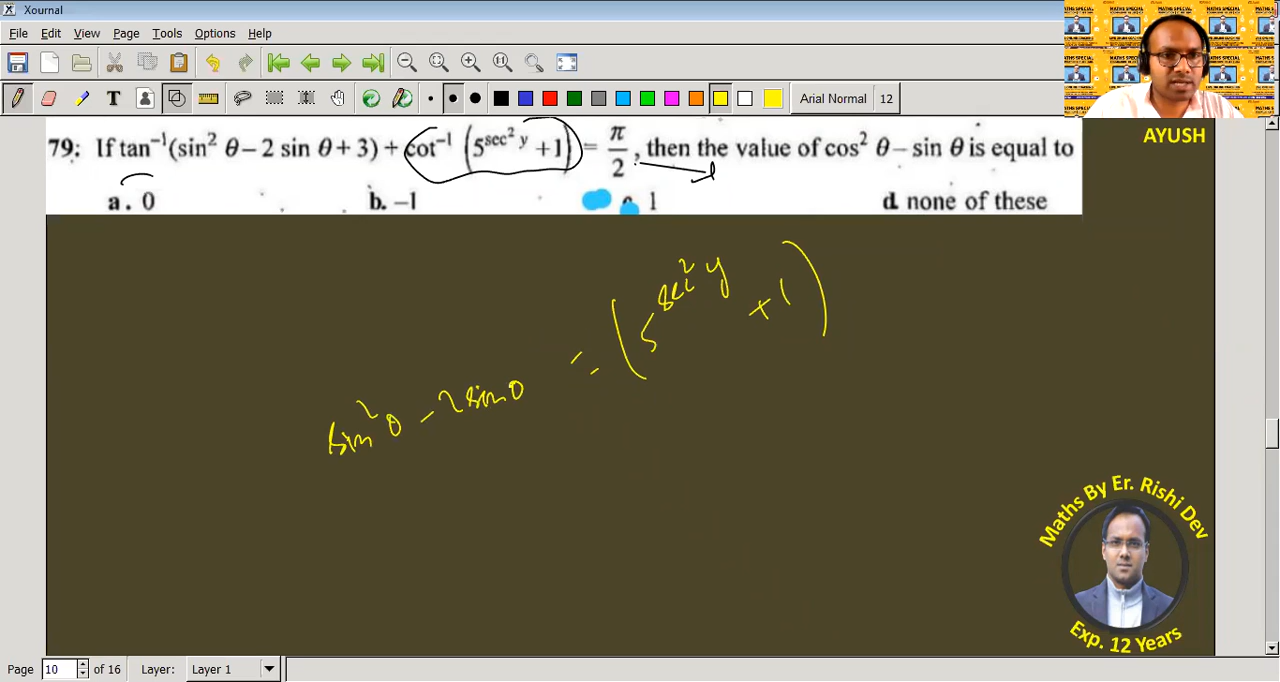 Xournal
File Edit View Page Tools Options Help
Arial Normal 12
79. If tan⁻¹(sin² θ – 2 sin θ + 3) + cot⁻¹ (5^(sec² y) + 1) = π/2, then the value of cos² θ – sin θ is equal to
a. 0 b. –1 c. 1 d. none of these
AYUSH
sin²θ – 2sinθ = (5^(sec² y) + 1)
Maths By Er. Rishi Dev
Exp. 12 Years
Page 10 of 16 Layer: Layer 1